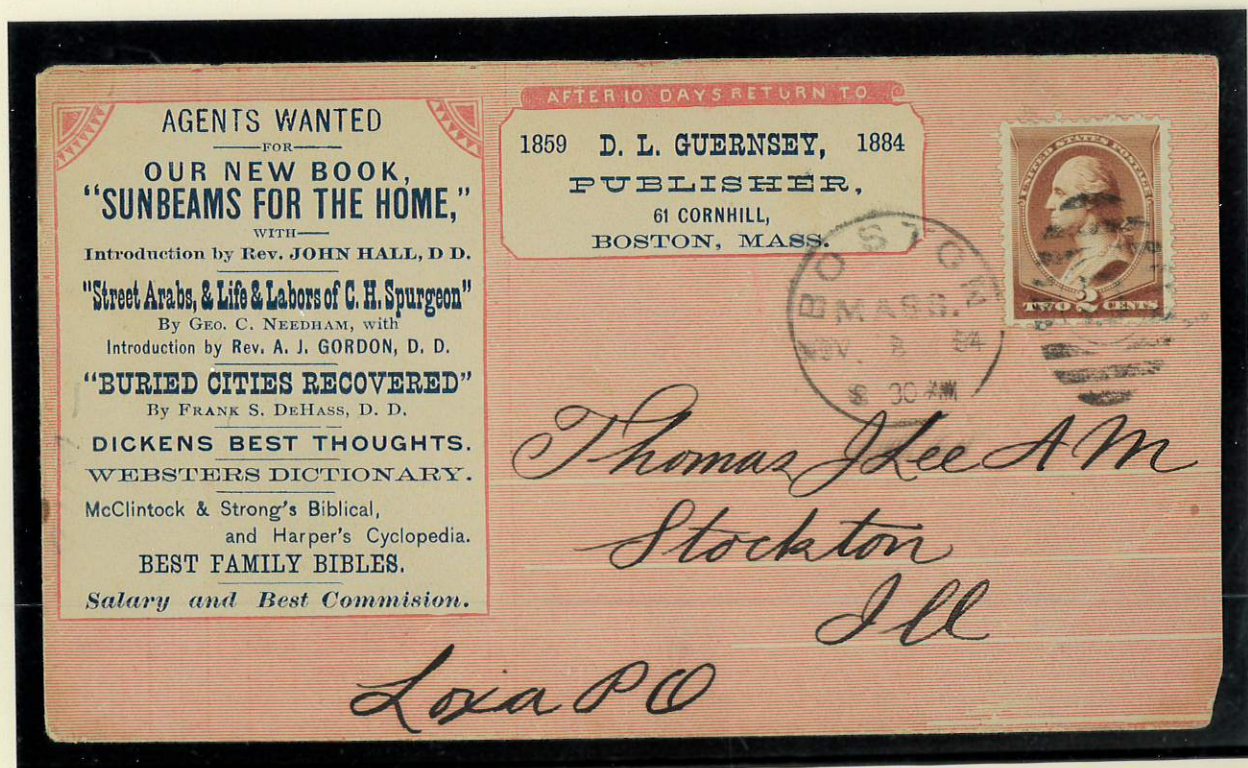 AGENTS WANTED
FOR
OUR NEW BOOK,
"SUNBEAMS FOR THE HOME,"
WITH
Introduction by Rev. JOHN HALL, D D.
"Street Arabs, & Life & Labors of C. H. Spurgeon"
By GEO. C. NEEDHAM, with
Introduction by Rev. A. J. GORDON, D. D.
"BURIED CITIES RECOVERED"
By FRANK S. DEHASS, D. D.
DICKENS BEST THOUGHTS.
WEBSTERS DICTIONARY.
McClintock & Strong's Biblical,
and Harper's Cyclopedia.
BEST FAMILY BIBLES.
Salary and Best Commision.
AFTER 10 DAYS RETURN TO
1859 D. L. GUERNSEY, 1884
PUBLISHER,
61 CORNHILL,
BOSTON, MASS.
UNITED STATES POSTAGE
TWO 2 CENTS
BOSTON
MASS.
NOV 8 84
8 30 AM
Thomas J Lee A M
Stockton
Ill
Loxa P O